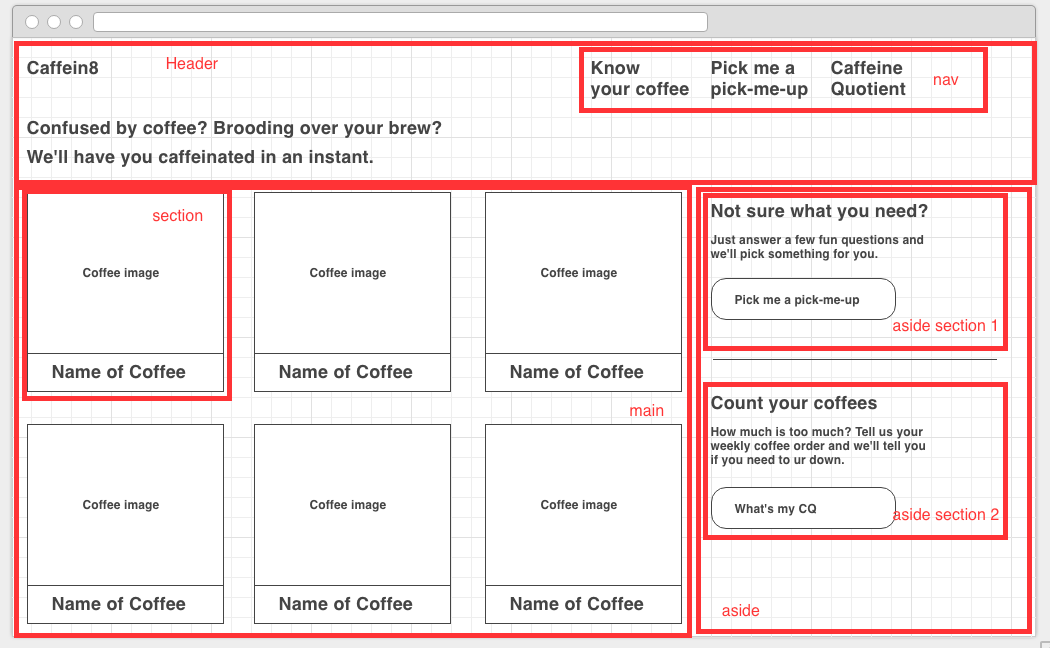 Caffein8
Header
Know
your coffee
Pick me a
pick-me-up
Caffeine
Quotient
nav
Confused by coffee? Brooding over your brew?
We'll have you caffeinated in an instant.
section
Coffee image
Name of Coffee
Coffee image
Name of Coffee
Coffee image
Name of Coffee
main
Coffee image
Name of Coffee
Coffee image
Name of Coffee
Coffee image
Name of Coffee
Not sure what you need?
Just answer a few fun questions and
we'll pick something for you.
Pick me a pick-me-up
aside section 1
Count your coffees
How much is too much? Tell us your
weekly coffee order and we'll tell you
if you need to ur down.
What's my CQ
aside section 2
aside